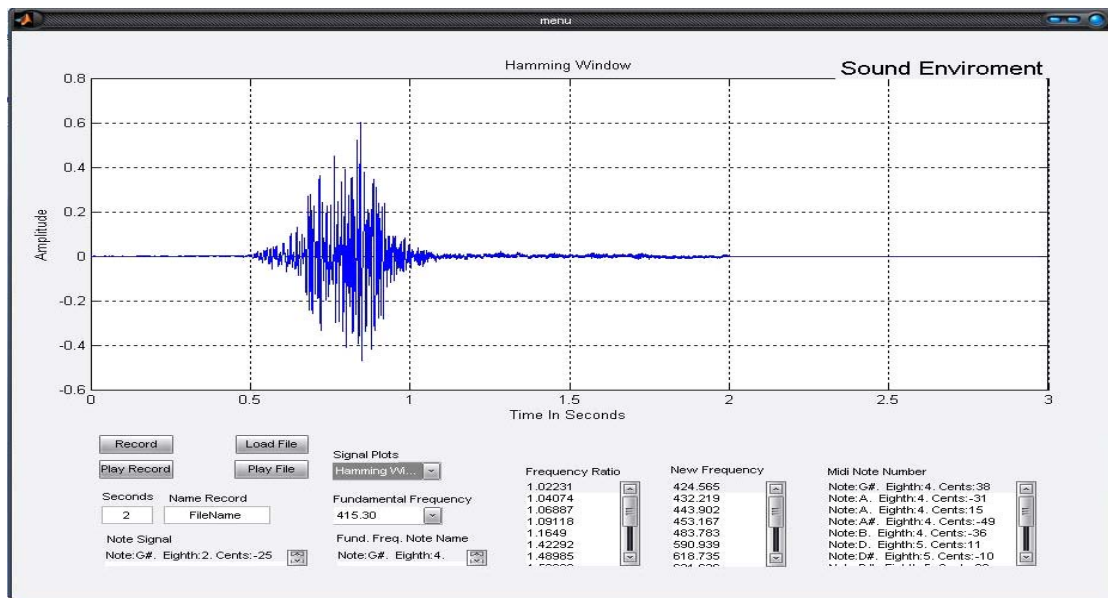 menu
Hamming Window
Sound Enviroment
0.8
0.6
0.4
0.2
0
-0.2
-0.4
-0.6
Amplitude
0 0.5 1 1.5 2 2.5 3
Time In Seconds
Record Load File
Play Record Play File
Signal Plots
Hamming Wi...
Seconds Name Record
2 FileName
Fundamental Frequency
415.30
Note Signal
Note:G#. Eighth:2. Cents:-25
Fund. Freq. Note Name
Note:G#. Eighth:4.
Frequency Ratio
1.02231
1.04074
1.06887
1.09118
1.1649
1.42292
1.48985
New Frequency
424.565
432.219
443.902
453.167
483.783
590.939
618.735
Midi Note Number
Note:G#. Eighth:4. Cents:38
Note:A. Eighth:4. Cents:-31
Note:A. Eighth:4. Cents:15
Note:A#. Eighth:4. Cents:-49
Note:B. Eighth:4. Cents:-36
Note:D. Eighth:5. Cents:11
Note:D#. Eighth:5. Cents:-10